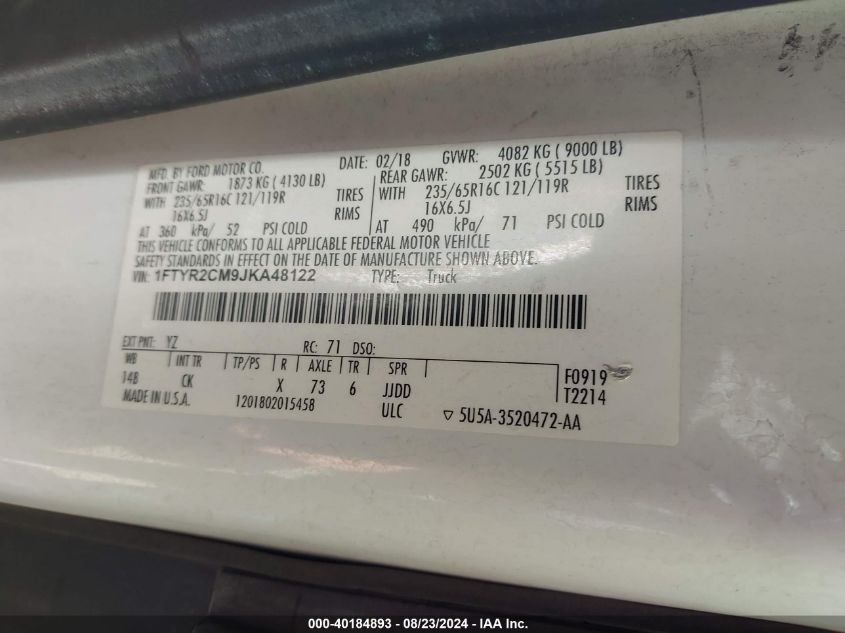 MFD. BY FORD MOTOR CO. DATE: 02/18 GVWR: 4082 KG ( 9000 LB)
FRONT GAWR: 1873 KG ( 4130 LB) REAR GAWR: 2502 KG ( 5515 LB)
WITH 235/65R16C 121/119R TIRES WITH 235/65R16C 121/119R TIRES
16X6.5J RIMS 16X6.5J RIMS
AT 360 kPa/ 52 PSI COLD AT 490 kPa/ 71 PSI COLD
THIS VEHICLE CONFORMS TO ALL APPLICABLE FEDERAL MOTOR VEHICLE
SAFETY STANDARDS IN EFFECT ON THE DATE OF MANUFACTURE SHOWN ABOVE.
VIN: 1FTYR2CM9JKA48122 TYPE: Truck
EXT PNT: YZ RC: 71 DSO:
WB INT TR TP/PS R AXLE TR SPR F0919
14B CK X 73 6 JJDD T2214
MADE IN U.S.A. 1201802015458 ULC ▽ 5U5A-3520472-AA
000-40184893 - 08/23/2024 - IAA Inc.